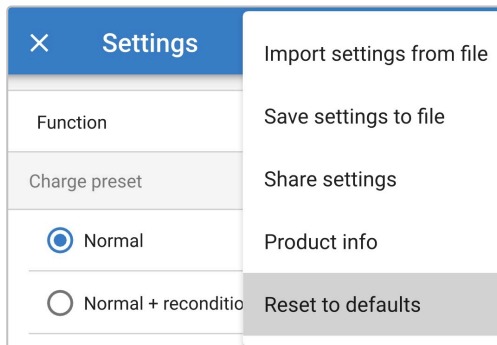 Settings
Function
Charge preset
Normal
Normal + reconditio
Import settings from file
Save settings to file
Share settings
Product info
Reset to defaults